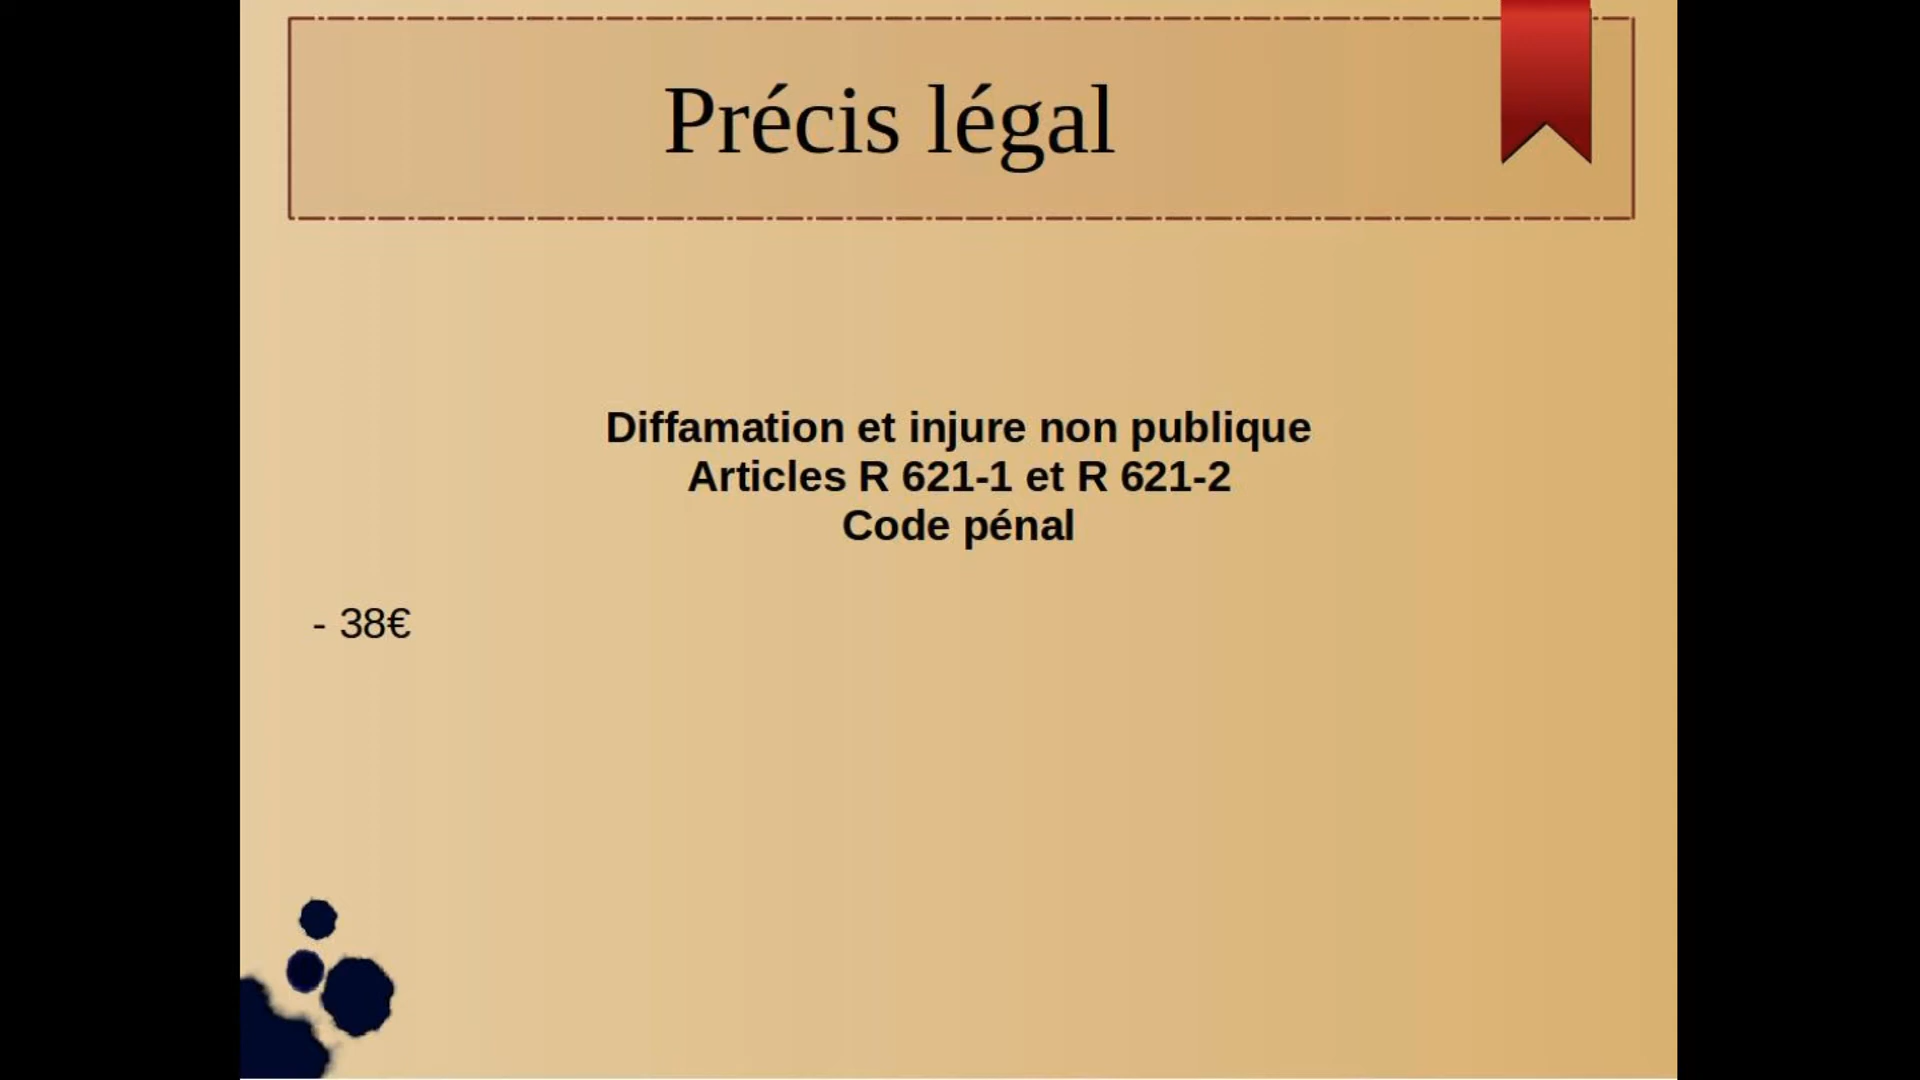 Précis légal
Diffamation et injure non publique
Articles R 621-1 et R 621-2
Code pénal
- 38€